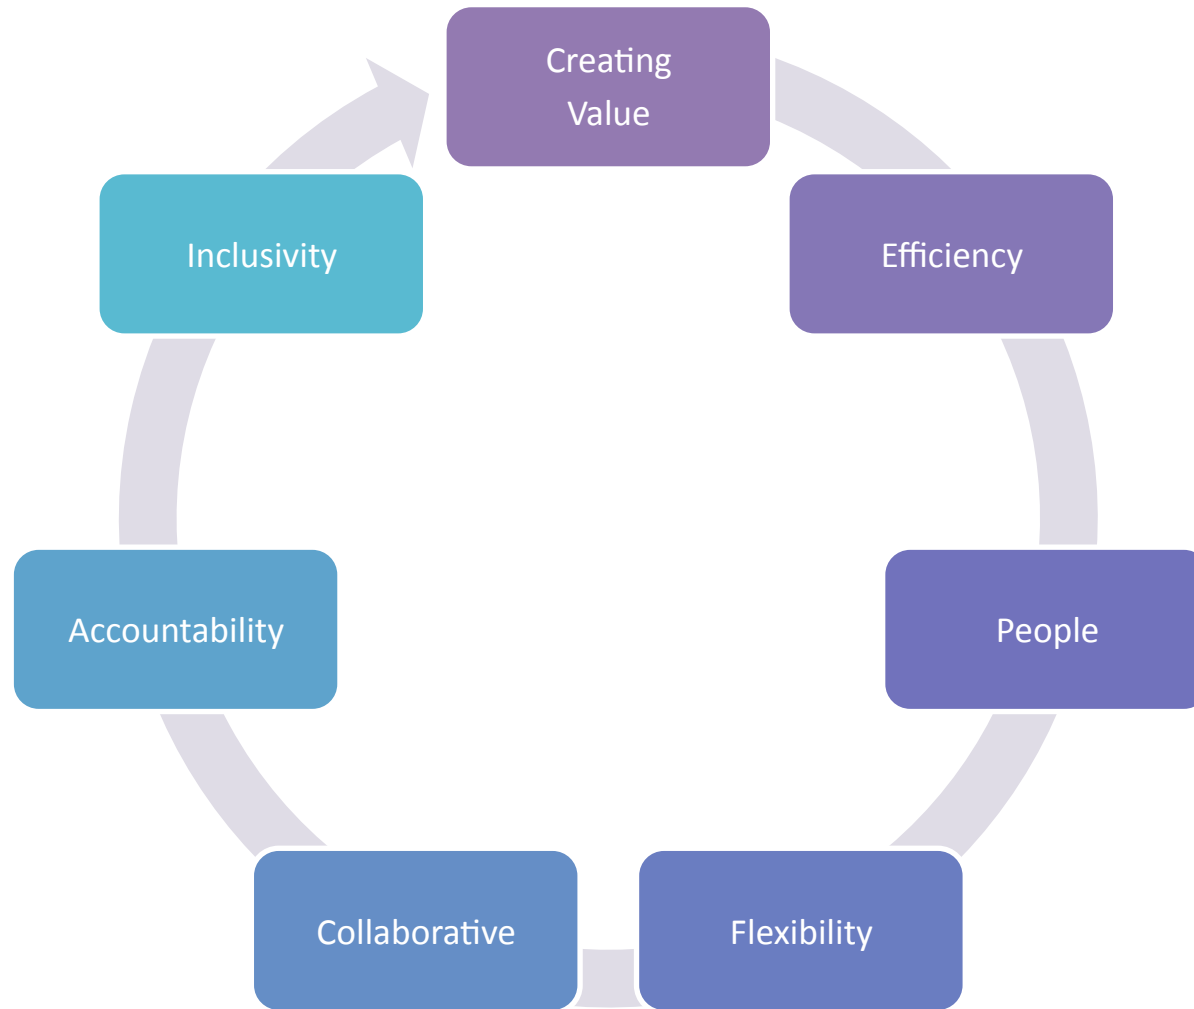 Creating
Value
Efficiency
People
Flexibility
Collaborative
Accountability
Inclusivity